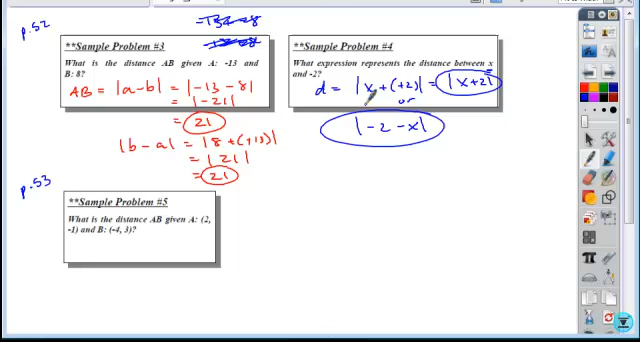 p.52
**Sample Problem #3
What is the distance AB given A: -13 and
B: 8?
AB = |a-b| = |-13 - 8|
= |-21|
= 21
|b-a| = |8+(+13)|
= |21|
= 21
**Sample Problem #4
What expression represents the distance between x
and -2?
d = |x+(+2)| = |x+2|
or
|-2-x|
p.53
**Sample Problem #5
What is the distance AB given A: (2,
-1) and B: (-4, 3)?